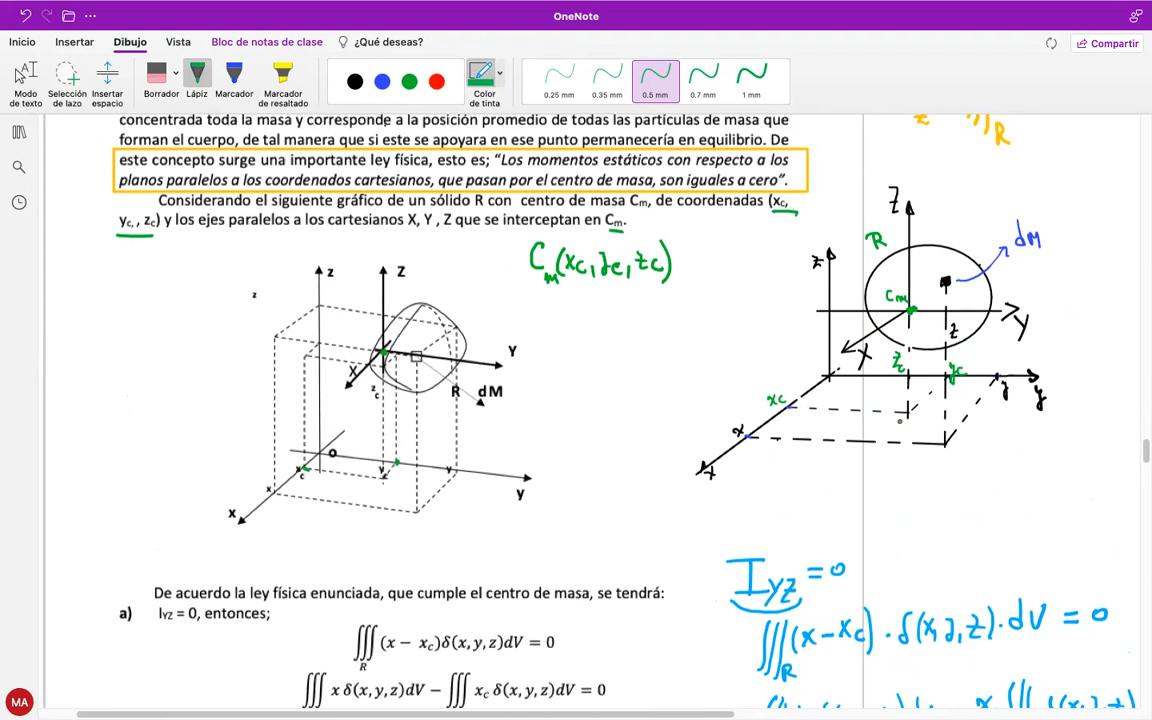 OneNote
Inicio Insertar Dibujo Vista Bloc de notas de clase ¿Qué deseas? Compartir
Modo de texto
Selección de lazo
Insertar espacio
Borrador
Lápiz
Marcador
Marcador de resaltado
Color de tinta
0.25 mm 0.35 mm 0.5 mm 0.7 mm 1 mm
concentrada toda la masa y corresponde a la posición promedio de todas las partículas de masa que
forman el cuerpo, de tal manera que si este se apoyara en ese punto permanecería en equilibrio. De
este concepto surge una importante ley física, esto es; “Los momentos estáticos con respecto a los
planos paralelos a los coordenados cartesianos, que pasan por el centro de masa, son iguales a cero”.
Considerando el siguiente gráfico de un sólido R con centro de masa Cm, de coordenadas (xc,
yc, , zc) y los ejes paralelos a los cartesianos X, Y , Z que se interceptan en Cm.
Cm(xc, yc, zc)
z Z
z
Y
X
zc
R dM
O
xc yc y
x
y
x
z ∭R
Z
R dM
z
Cm
Y
z
X
zc yc y
y
xc
x
x
De acuerdo la ley física enunciada, que cumple el centro de masa, se tendrá:
a) IYZ = 0, entonces;
∭R (x − xc)δ(x, y, z)dV = 0
∭ x δ(x, y, z)dV − ∭ xc δ(x, y, z)dV = 0
IYZ = 0
∭R (x − xc) · δ(x, y, z) · dV = 0
MA